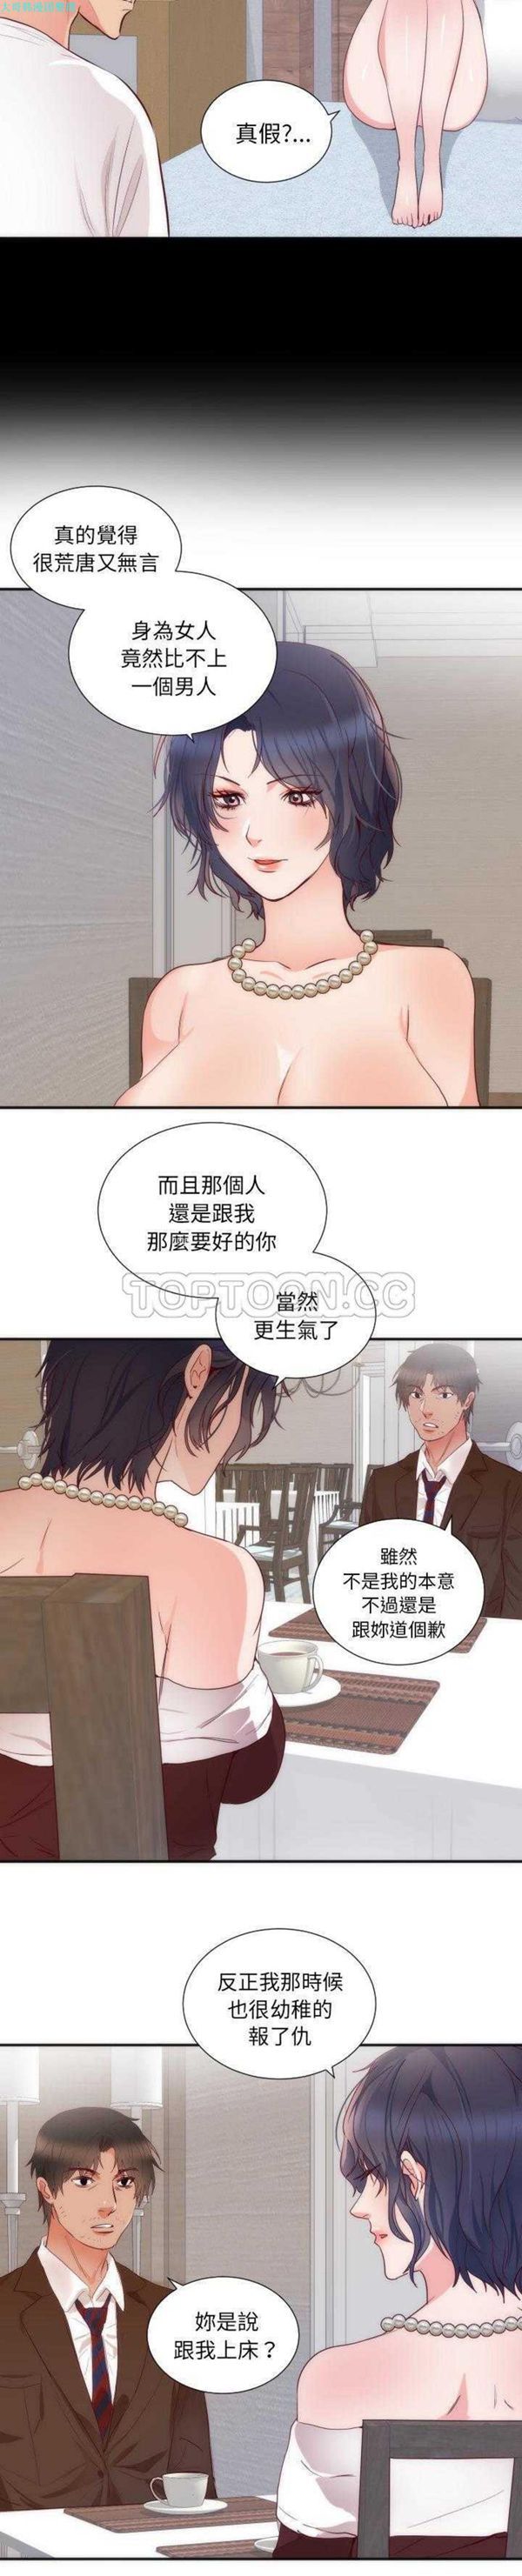 真假?...
真的覺得
很荒唐又無言
身為女人
竟然比不上
一個男人
而且那個人
還是跟我
那麼要好的你
TOPTOON.CC
當然
更生氣了
雖然
不是我的本意
不過還是
跟妳道個歉
反正我那時候
也很幼稚的
報了仇
妳是說
跟我上床？